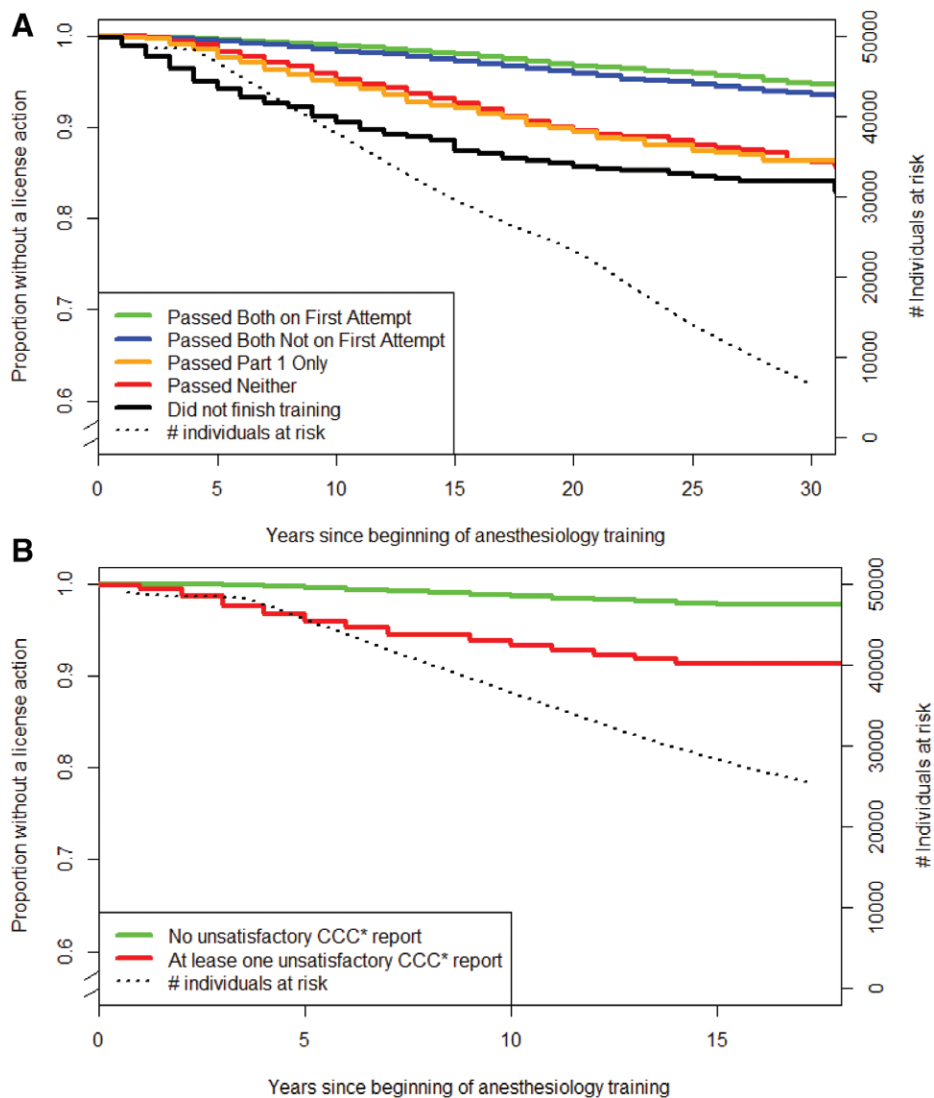 A
1.0
0.9
0.8
0.7
0.6
Proportion without a license action
50000
40000
30000
20000
10000
0
# Individuals at risk
Passed Both on First Attempt
Passed Both Not on First Attempt
Passed Part 1 Only
Passed Neither
Did not finish training
# individuals at risk
0 5 10 15 20 25 30
Years since beginning of anesthesiology training
B
1.0
0.9
0.8
0.7
0.6
Proportion without a license action
50000
40000
30000
20000
10000
0
# Individuals at risk
No unsatisfactory CCC* report
At lease one unsatisfactory CCC* report
# individuals at risk
0 5 10 15
Years since beginning of anesthesiology training